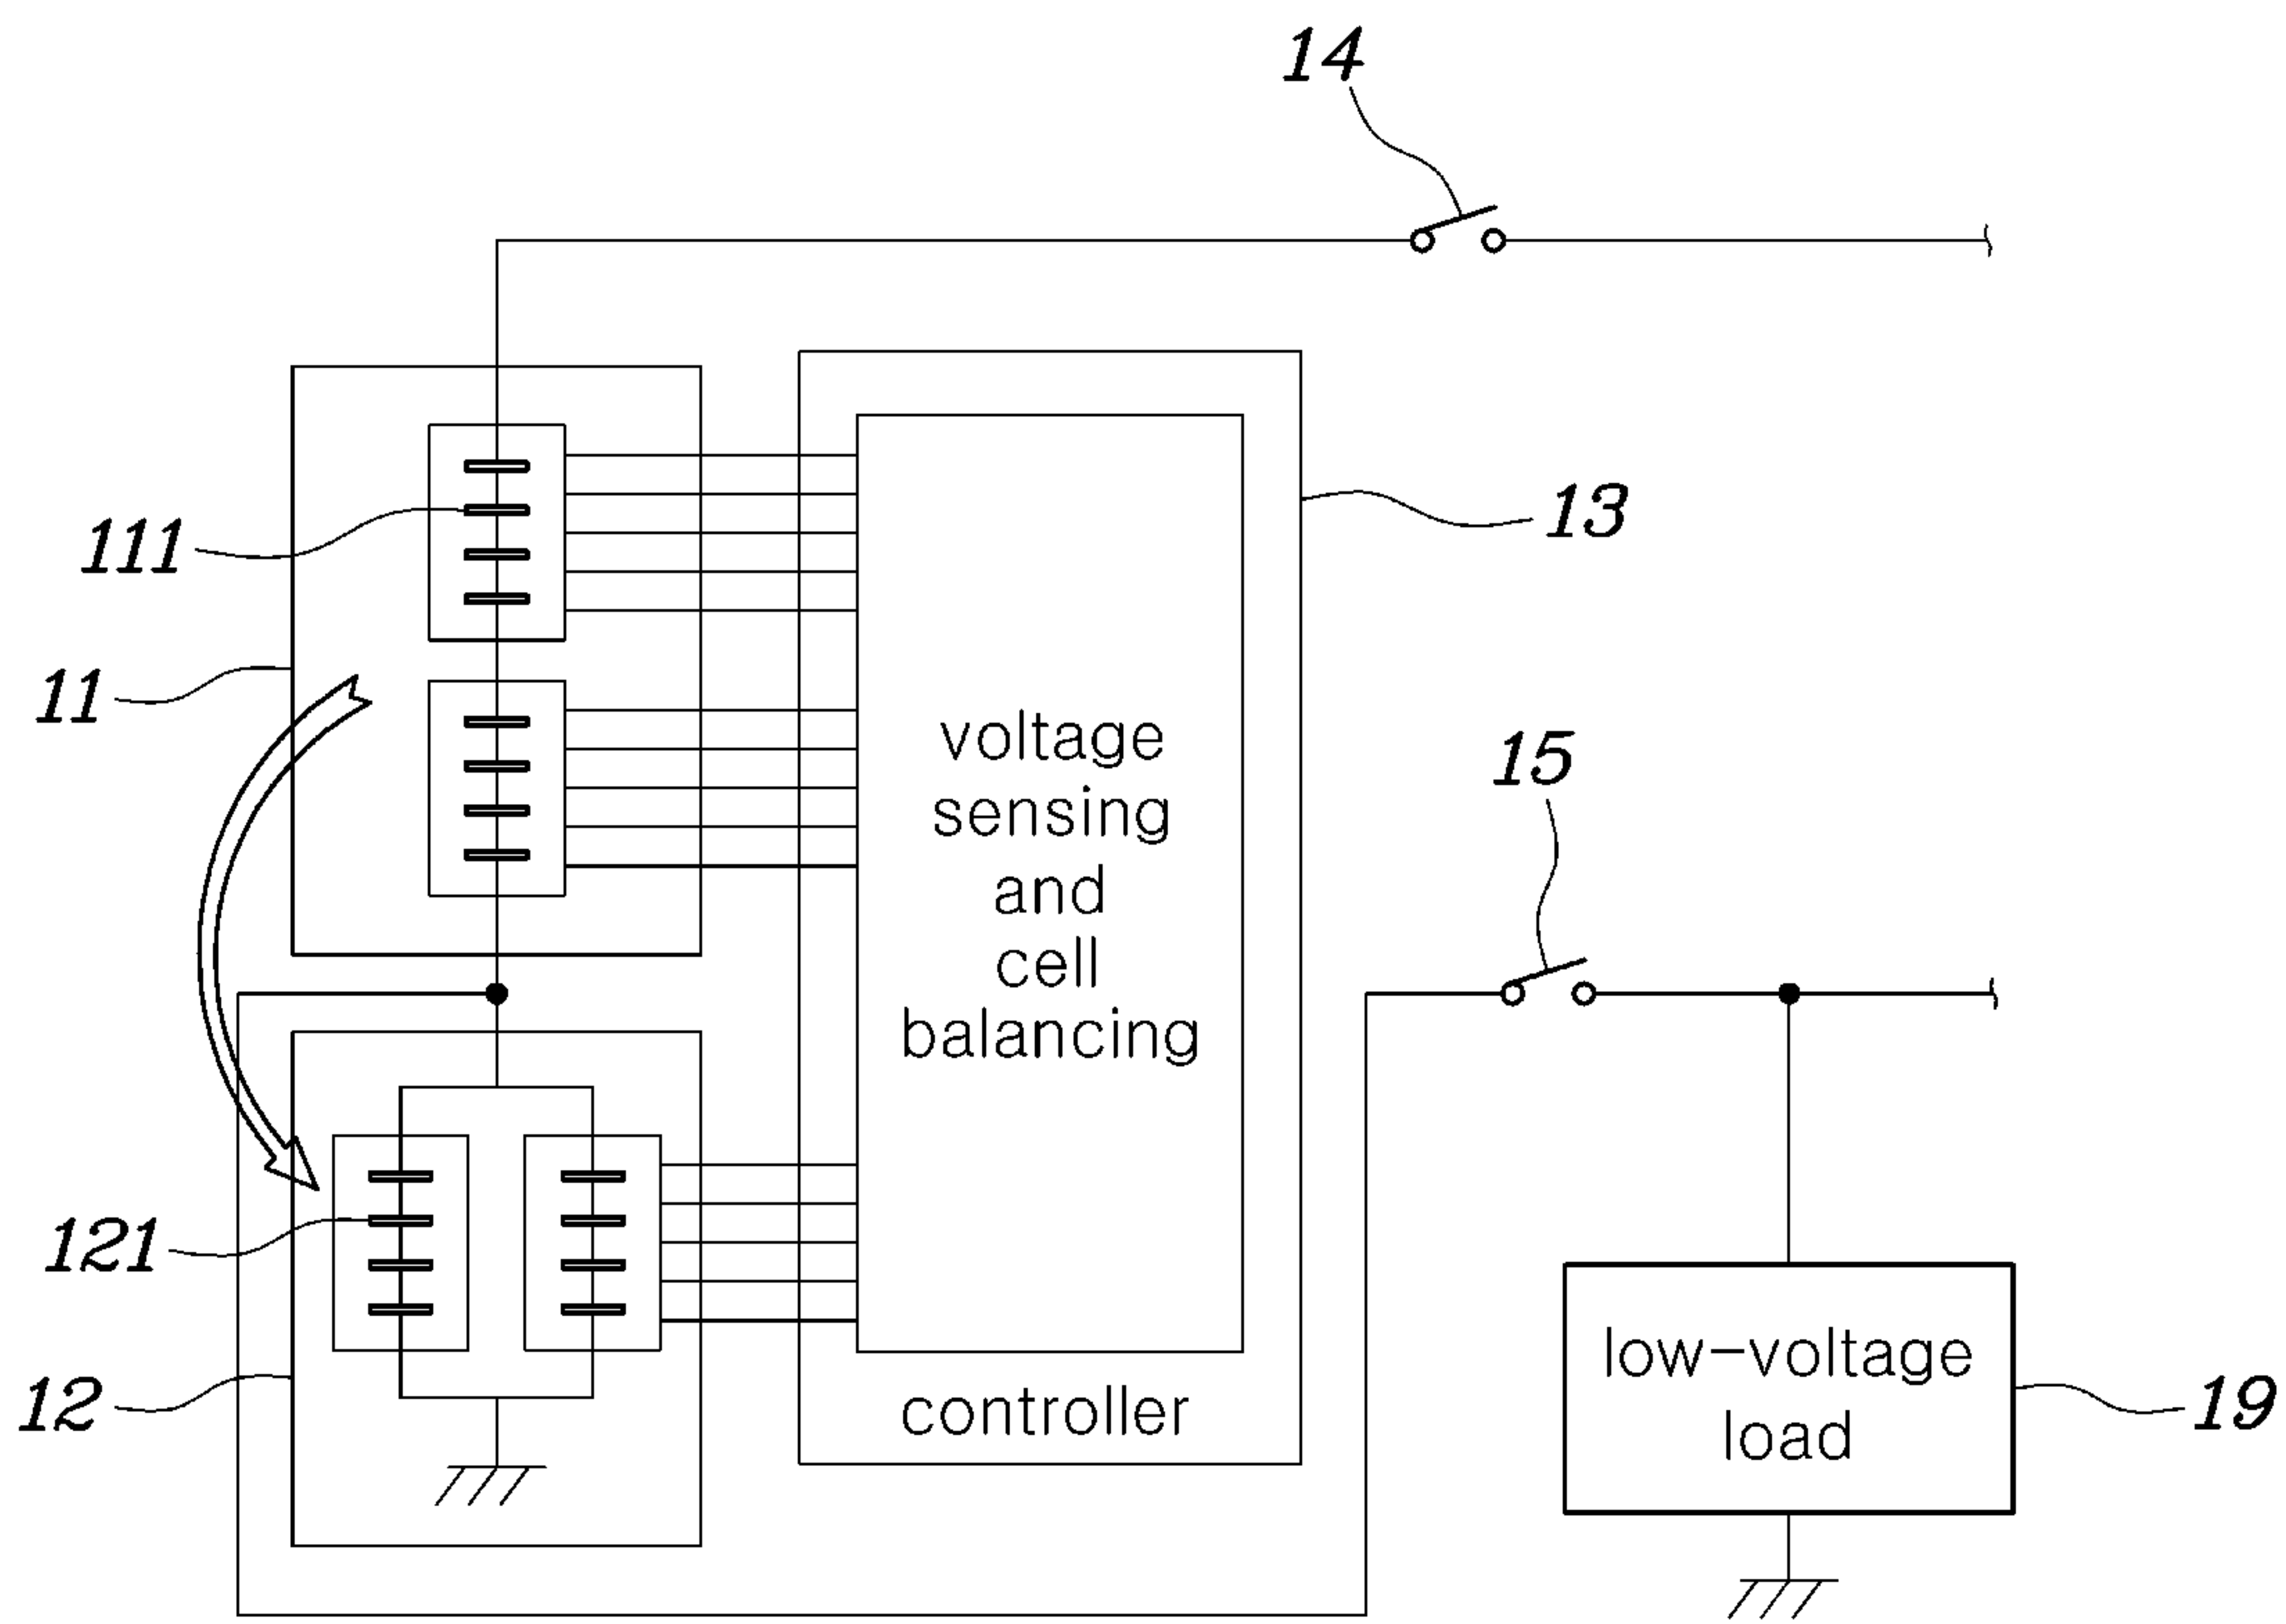 14
111
13
11
voltage
sensing
and
cell
balancing
15
121
12
controller
low-voltage
load
19